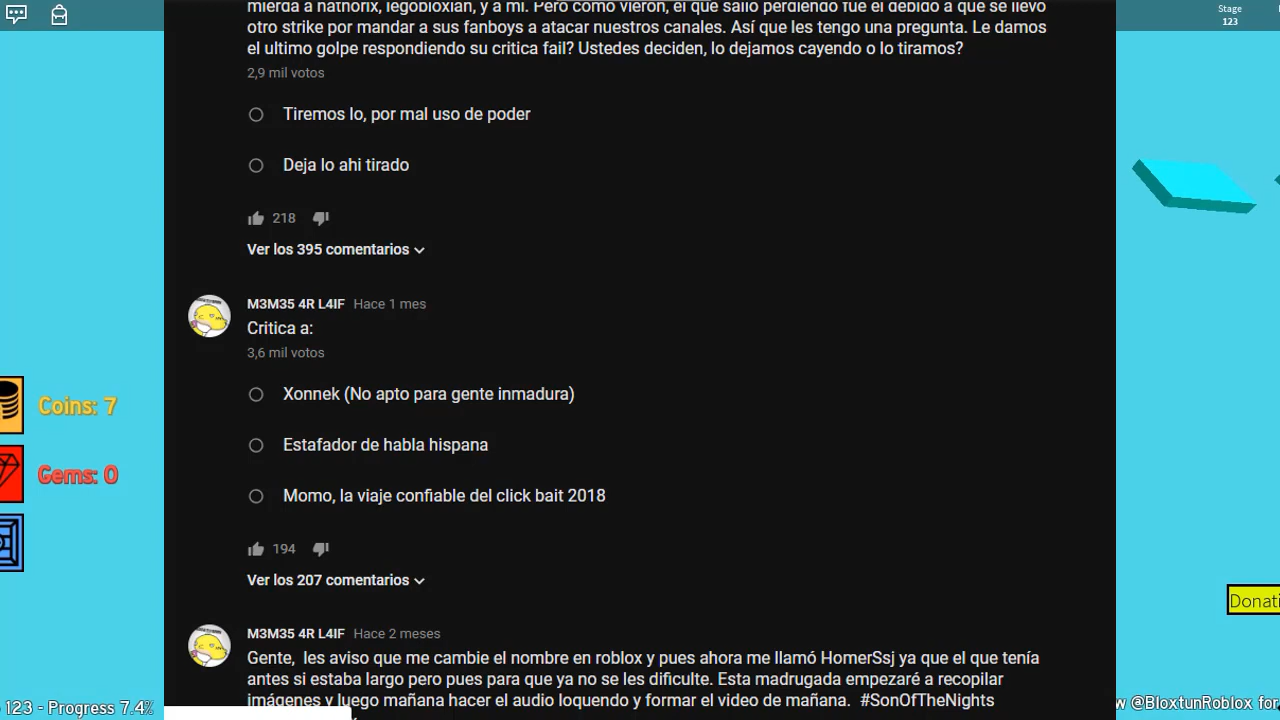 Stage
123
mierda a nathorix, legobloxian, y a mi. Pero como vieron, el que salio perdiendo fue el debido a que se llevo
otro strike por mandar a sus fanboys a atacar nuestros canales. Así que les tengo una pregunta. Le damos
el ultimo golpe respondiendo su critica fail? Ustedes deciden, lo dejamos cayendo o lo tiramos?
2,9 mil votos
Tiremos lo, por mal uso de poder
Deja lo ahi tirado
218
Ver los 395 comentarios
M3M35 4R L4IF Hace 1 mes
Critica a:
3,6 mil votos
Xonnek (No apto para gente inmadura)
Coins: 7
Estafador de habla hispana
Gems: 0
Momo, la viaje confiable del click bait 2018
194
Ver los 207 comentarios
Donati
M3M35 4R L4IF Hace 2 meses
Gente, les aviso que me cambie el nombre en roblox y pues ahora me llamó HomerSsj ya que el que tenía
antes si estaba largo pero pues para que ya no se les dificulte. Esta madrugada empezaré a recopilar
imágenes y luego mañana hacer el audio loquendo y formar el video de mañana. #SonOfTheNights
123 - Progress 7.4%
w @BloxtunRoblox for